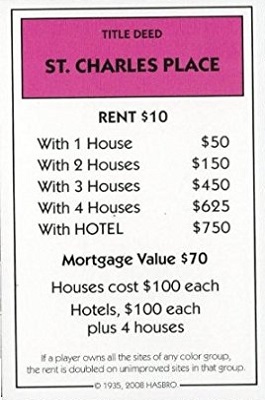 TITLE DEED
ST. CHARLES PLACE
RENT $10
With 1 House $50
With 2 Houses $150
With 3 Houses $450
With 4 Houses $625
With HOTEL $750
Mortgage Value $70
Houses cost $100 each
Hotels, $100 each
plus 4 houses
If a player owns all the sites of any color group,
the rent is doubled on unimproved sites in that group.
© 1935, 2008 HASBRO.